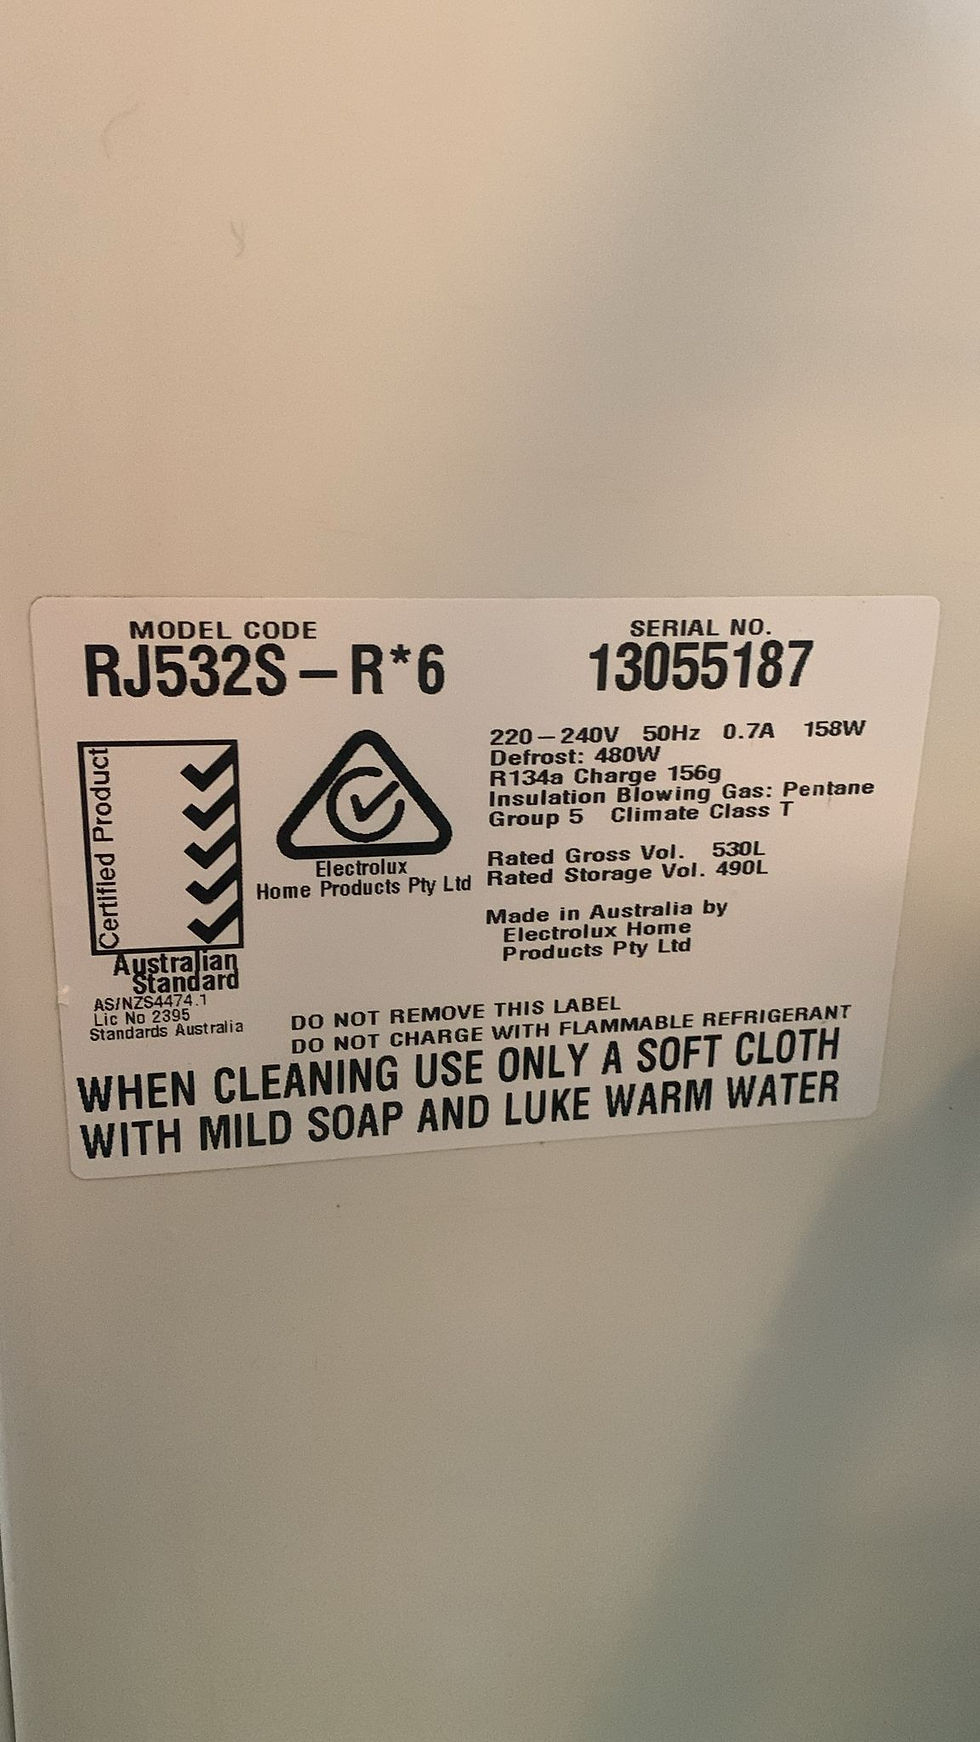 MODEL CODE
RJ532S – R*6
SERIAL NO.
13055187
Certified Product
Australian
Standard
AS/NZS4474.1
Lic No 2395
Standards Australia
Electrolux
Home Products Pty Ltd
220 – 240V 50Hz 0.7A 158W
Defrost: 480W
R134a Charge 156g
Insulation Blowing Gas: Pentane
Group 5 Climate Class T
Rated Gross Vol. 530L
Rated Storage Vol. 490L
Made in Australia by
Electrolux Home
Products Pty Ltd
DO NOT REMOVE THIS LABEL
DO NOT CHARGE WITH FLAMMABLE REFRIGERANT
WHEN CLEANING USE ONLY A SOFT CLOTH
WITH MILD SOAP AND LUKE WARM WATER